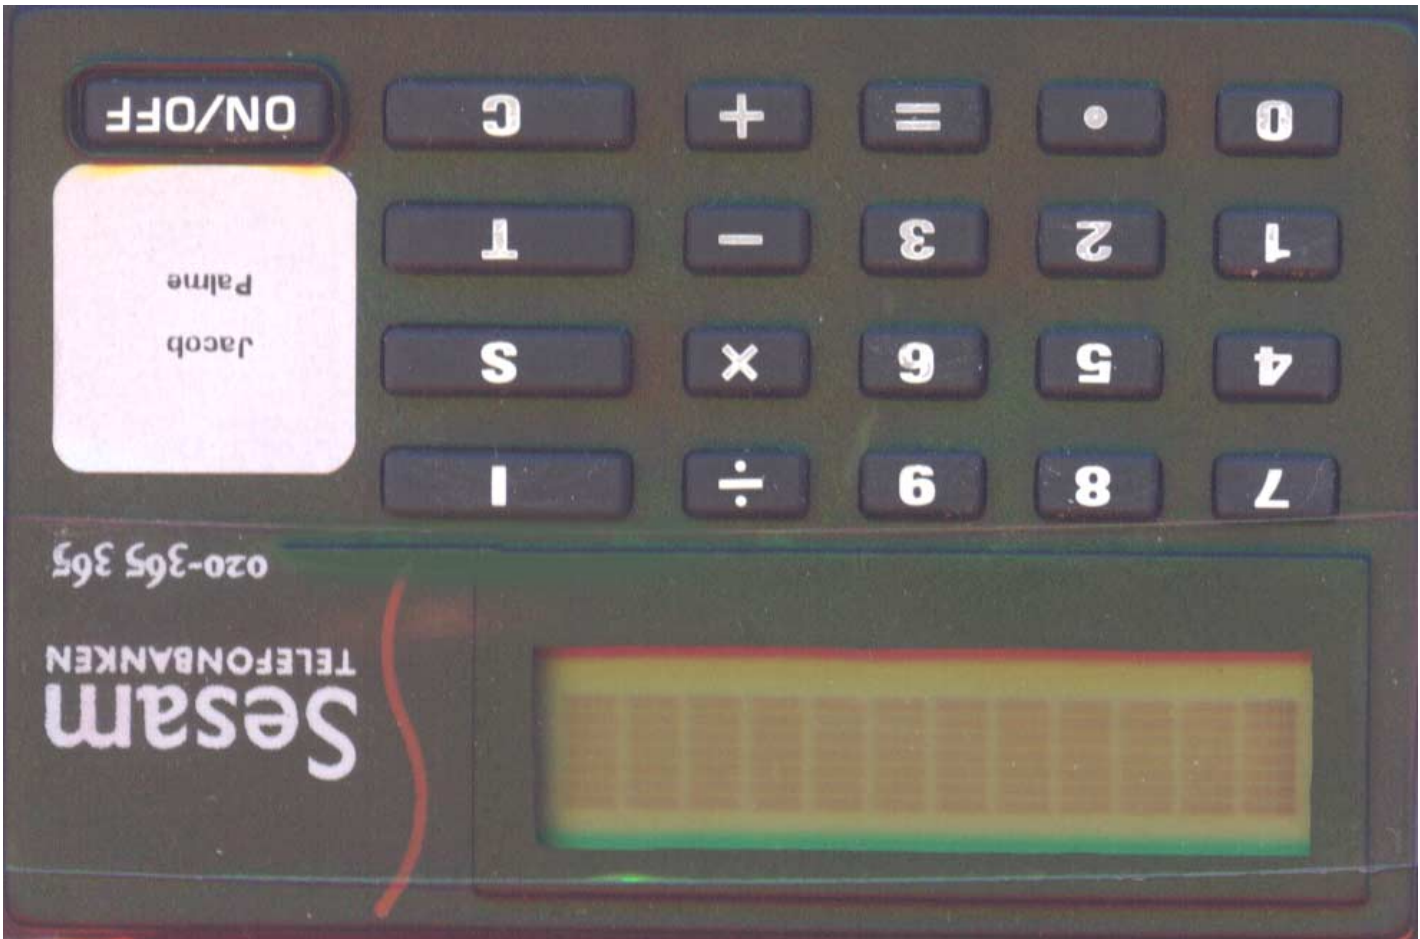 Sesam
TELEFONBANKEN
020-365 365
7 8 9 ÷ I
4 5 6 × S
Jacob
Palme
1 2 3 − T
0 • = + C ON/OFF